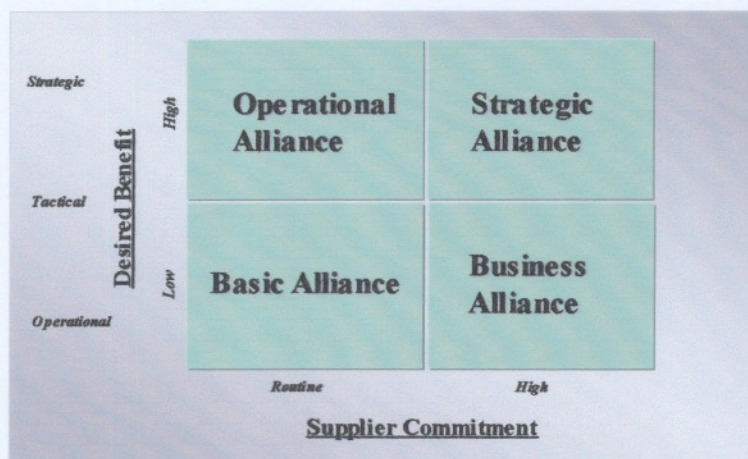 Strategic
High
Operational
Alliance
Strategic
Alliance
Tactical
Desired Benefit
Low
Basic Alliance
Business
Alliance
Operational
Routine
High
Supplier Commitment